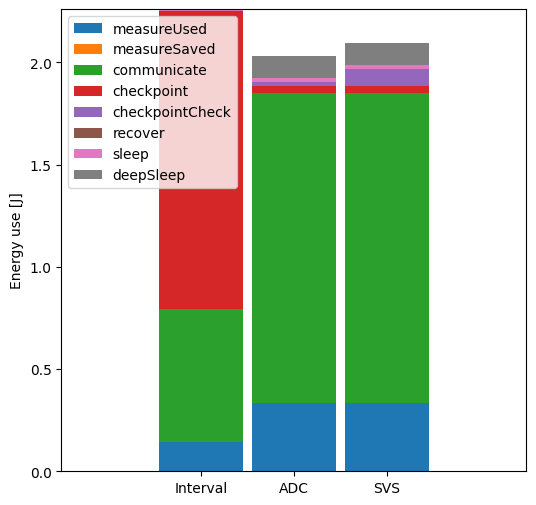 measureUsed
measureSaved
communicate
checkpoint
checkpointCheck
recover
sleep
deepSleep
Energy use [J]
2.0
1.5
1.0
0.5
0.0
Interval
ADC
SVS